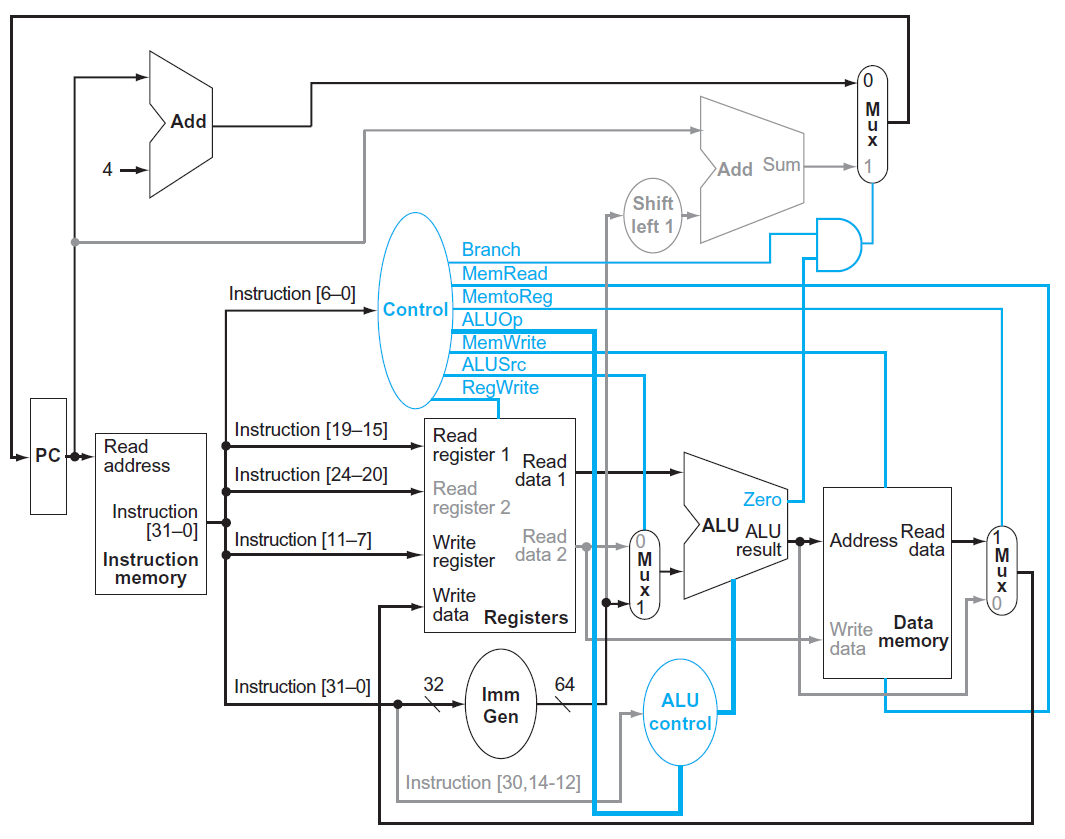 0
M
u
x
1
Add
4
Add Sum
Shift
left 1
Branch
MemRead
MemtoReg
ALUOp
MemWrite
ALUSrc
RegWrite
Control
Instruction [6–0]
Instruction [19–15]
Instruction [24–20]
Instruction [11–7]
Instruction [31–0]
PC
Read
address
Instruction
[31–0]
Instruction
memory
Read
register 1
Read
data 1
Read
register 2
Write
register
Read
data 2
Write
data
Registers
0
M
u
x
1
Zero
ALU
ALU
result
Address
Read
data
Write
data
Data
memory
1
M
u
x
0
32
Imm
Gen
64
ALU
control
Instruction [30,14-12]